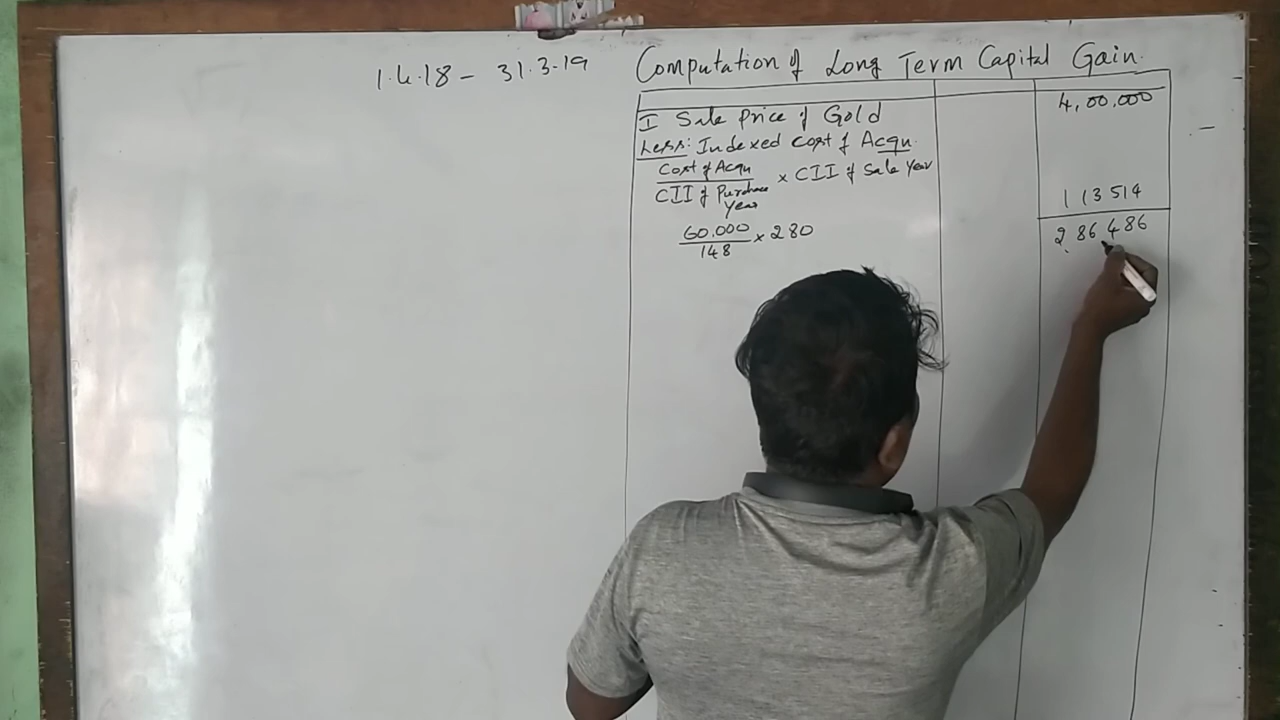 1.4.18 - 31.3.19
Computation of Long Term Capital Gain.
I Sale Price of Gold 4,00,000
Less: Indexed cost of Acqu.
Cost of Acqu / CII of Purchase Year × CII of Sale Year
1 13 514
60,000 / 148 × 280
2,86,486